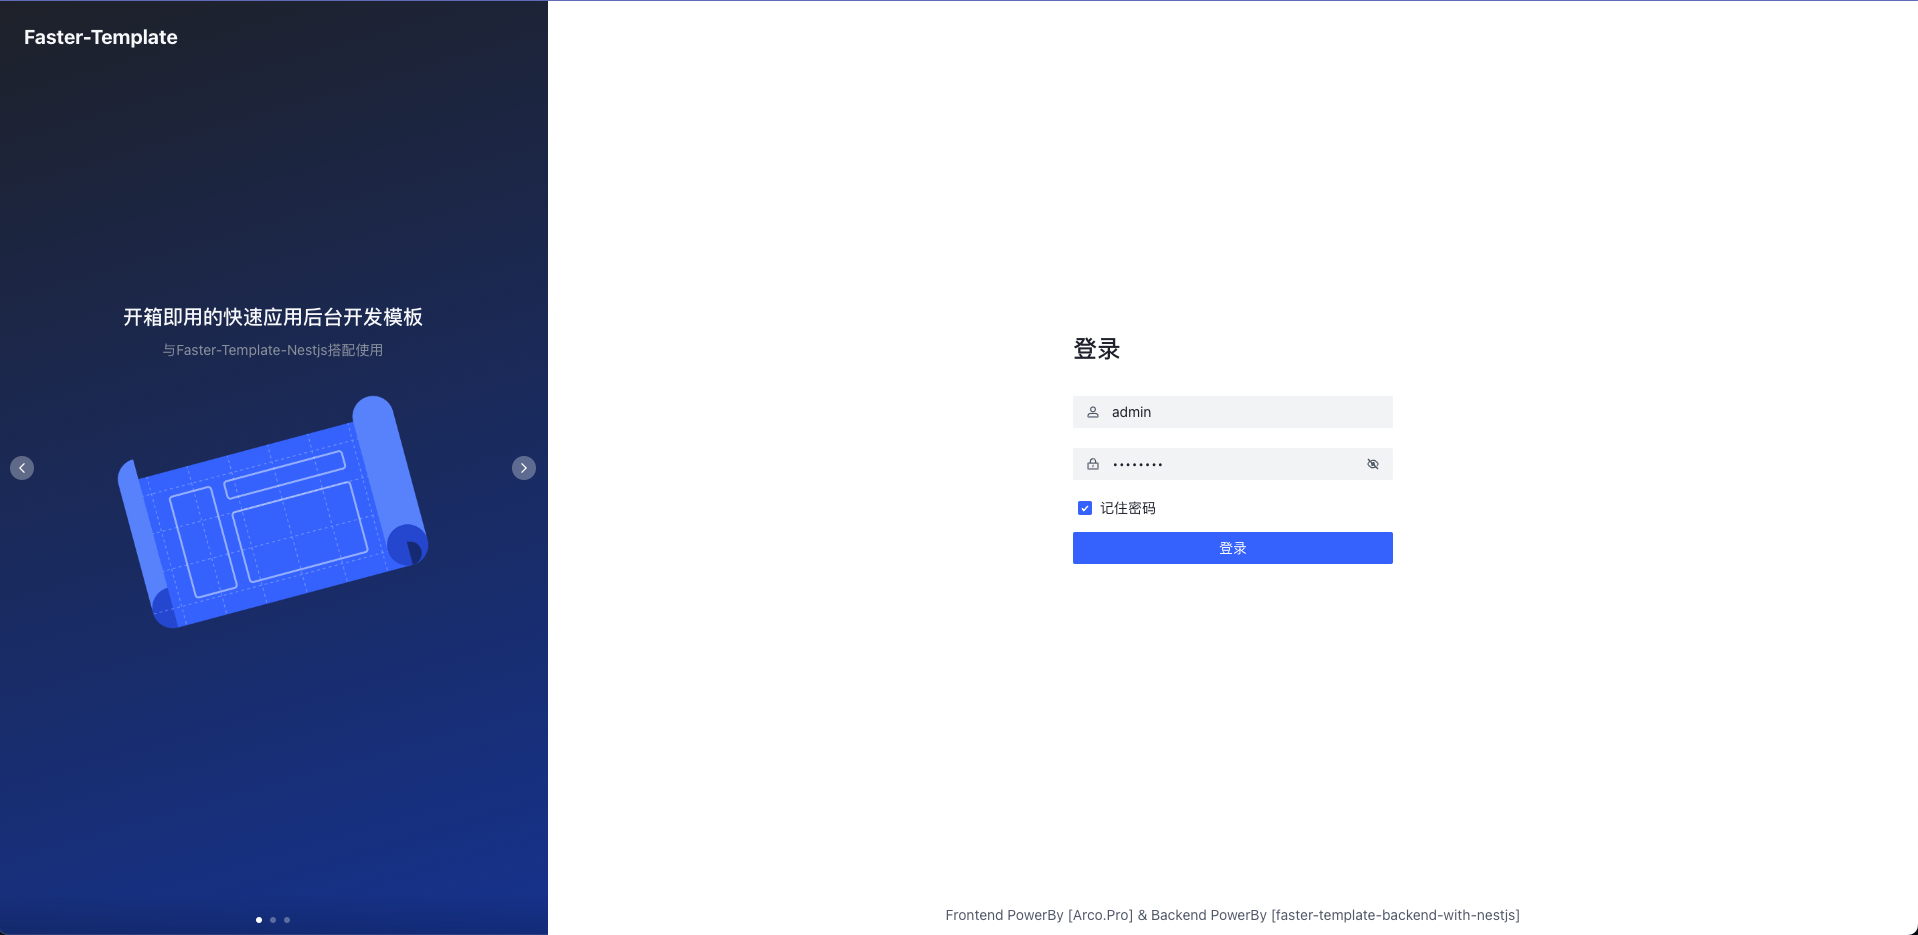 Faster-Template
开箱即用的快速应用后台开发模板
与Faster-Template-Nestjs搭配使用
登录
admin
••••••••
记住密码
登录
Frontend PowerBy [Arco.Pro] & Backend PowerBy [faster-template-backend-with-nestjs]